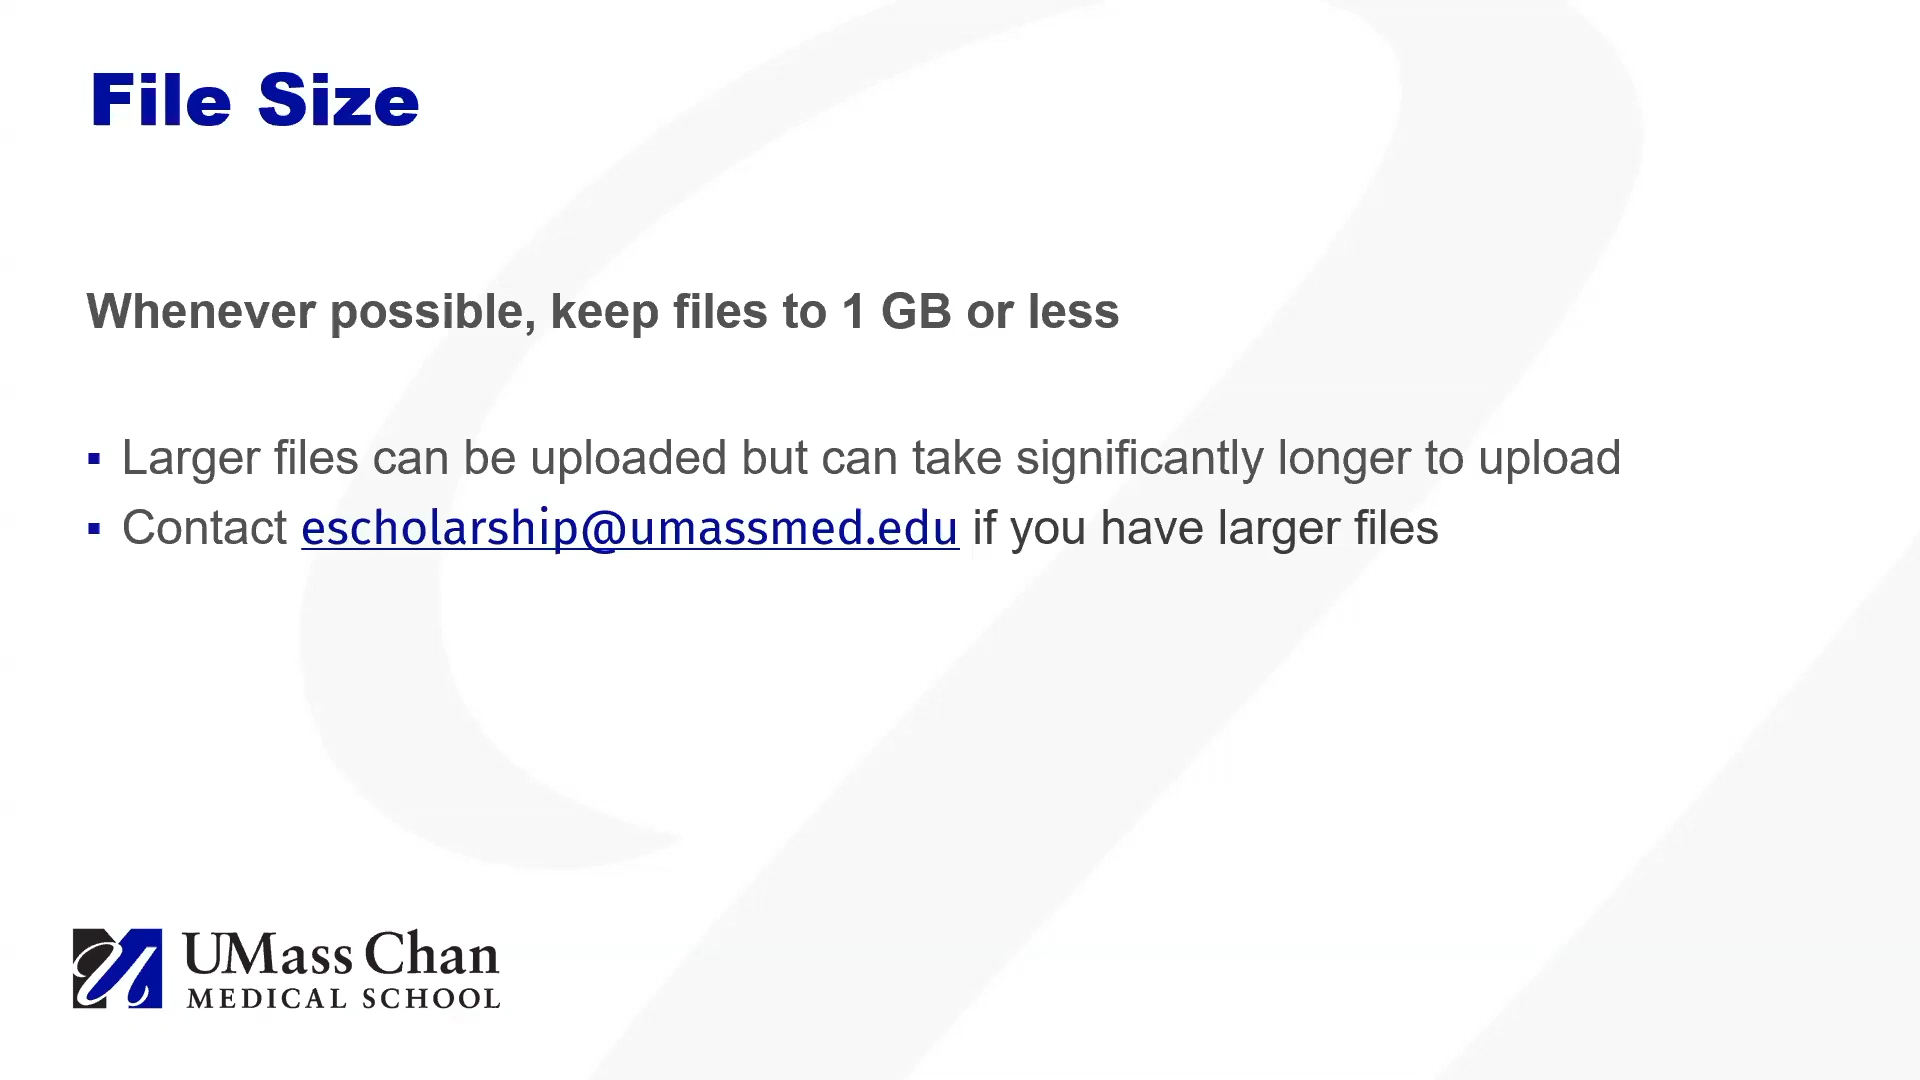 File Size
Whenever possible, keep files to 1 GB or less
▪ Larger files can be uploaded but can take significantly longer to upload
▪ Contact escholarship@umassmed.edu if you have larger files
UMass Chan
MEDICAL SCHOOL